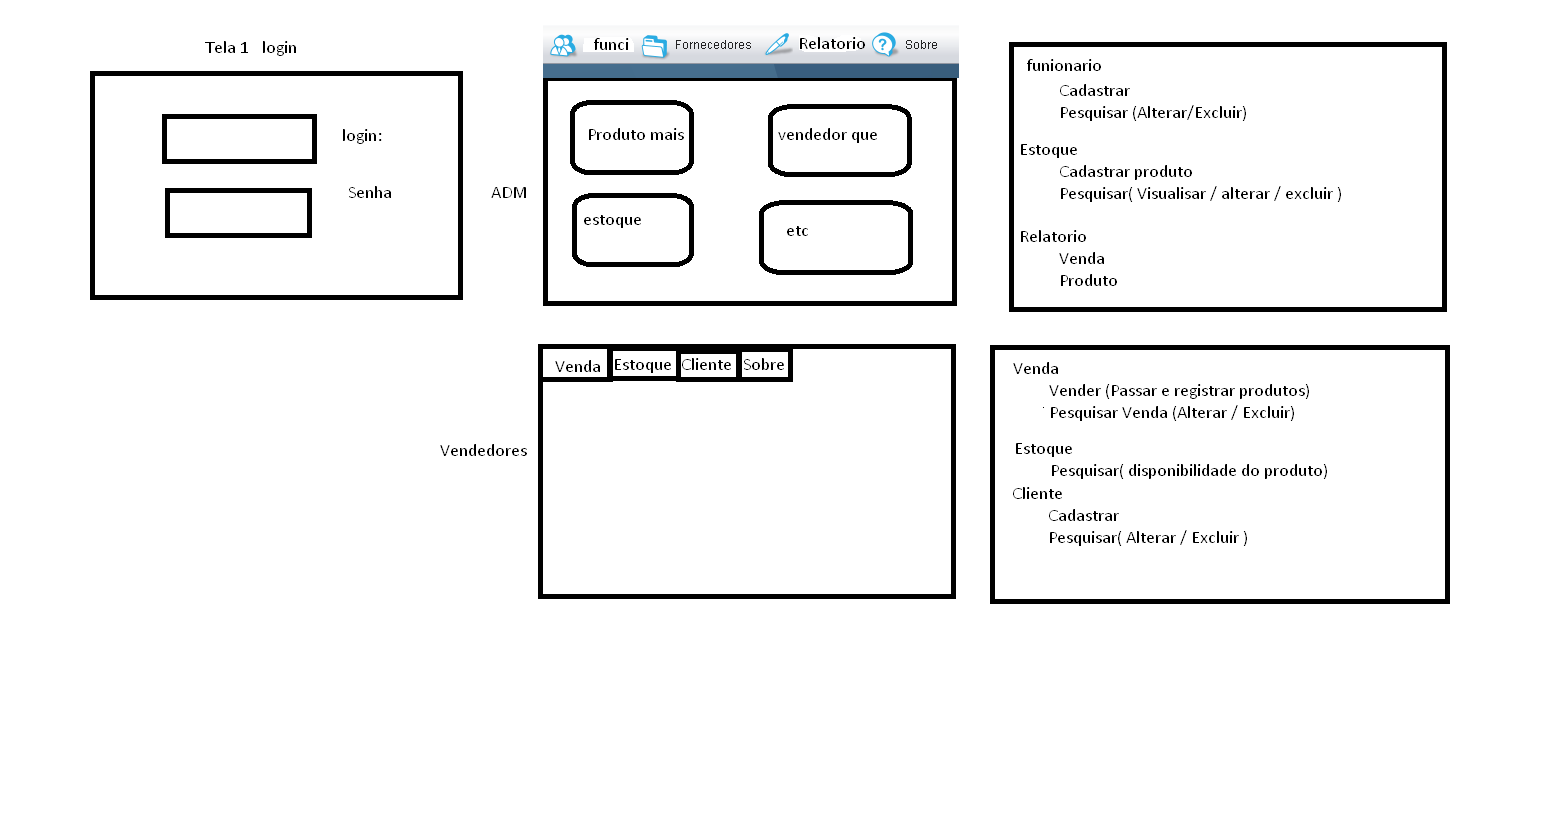 Tela 1 login
login:
Senha
ADM
funci Fornecedores Relatorio Sobre
Produto mais
vendedor que
estoque
etc
funionario
Cadastrar
Pesquisar (Alterar/Excluir)
Estoque
Cadastrar produto
Pesquisar( Visualisar / alterar / excluir )
Relatorio
Venda
Produto
Vendedores
Venda Estoque Cliente Sobre
Venda
Vender (Passar e registrar produtos)
Pesquisar Venda (Alterar / Excluir)
Estoque
Pesquisar( disponibilidade do produto)
Cliente
Cadastrar
Pesquisar( Alterar / Excluir )